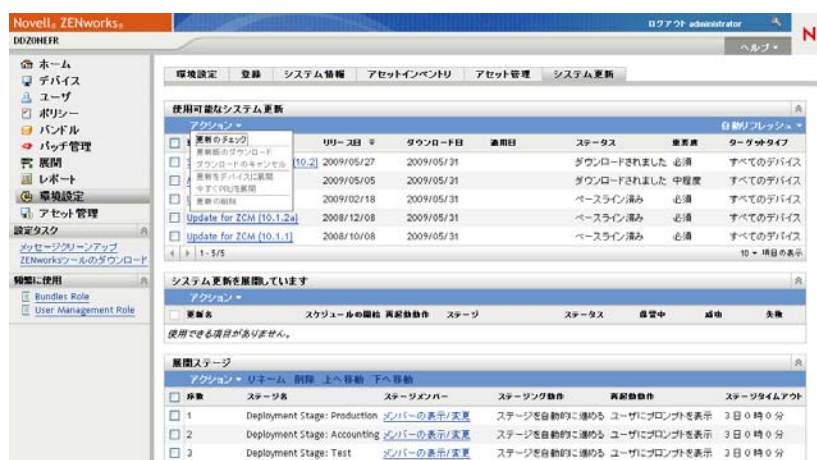 Novell® ZENworks®
ログアウト administrator
DDZONEFR
ヘルプ
N
ホーム
デバイス
ユーザ
ポリシー
バンドル
パッチ管理
展開
レポート
環境設定
アセット管理
設定タスク
メッセージクリーンアップ
ZENworksツールのダウンロード
頻繁に使用
Bundles Role
User Management Role
環境設定 登録 システム情報 アセットインベントリ アセット管理 システム更新
使用可能なシステム更新
アクション 自動リフレッシュ
更新のチェック
更新版のダウンロード
ダウンロードのキャンセル
更新をデバイスに展開
今すぐPRUを展開
更新の削除
リリース日 ダウンロード日 適用日 ステータス 重要度 ターゲットタイプ
(10.2) 2009/05/27 2009/05/31 ダウンロードされました 必須 すべてのデバイス
2009/05/05 2009/05/31 ダウンロードされました 中程度 すべてのデバイス
2009/02/18 2009/05/31 ベースライン済み 必須 すべてのデバイス
Update for ZCM (10.1.2a) 2008/12/08 2009/05/31 ベースライン済み 必須 すべてのデバイス
Update for ZCM (10.1.1) 2008/10/08 2009/05/31 ベースライン済み 必須 すべてのデバイス
1 - 5/5 10 項目の表示
システム更新を展開しています
アクション
更新名 スケジュールの開始 再起動動作 ステージ ステータス 保留中 成功 失敗
使用できる項目がありません。
展開ステージ
アクション リネーム 削除 上へ移動 下へ移動
序数 ステージ名 ステージメンバー ステージング動作 再起動動作 ステージタイムアウト
1 Deployment Stage: Production メンバーの表示/変更 ステージを自動的に進める ユーザにプロンプトを表示 3日0時0分
2 Deployment Stage: Accounting メンバーの表示/変更 ステージを自動的に進める ユーザにプロンプトを表示 3日0時0分
3 Deployment Stage: Test メンバーの表示/変更 ステージを自動的に進める ユーザにプロンプトを表示 3日0時0分